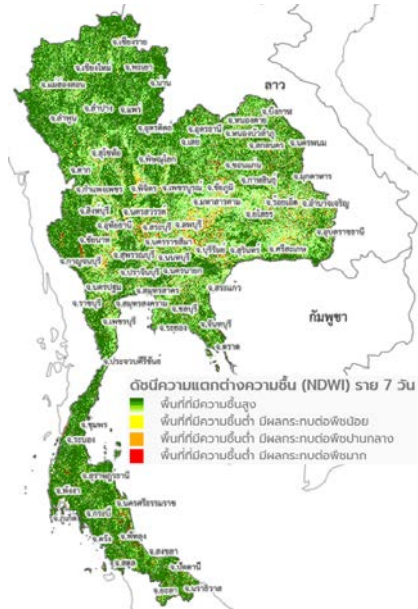 จ.เชียงราย
จ.เชียงใหม่
จ.พะเยา
จ.แม่ฮ่องสอน
จ.น่าน
จ.ลำปาง
จ.แพร่
จ.ลำพูน
จ.อุตรดิตถ์
จ.สุโขทัย
จ.ตาก
จ.พิษณุโลก
จ.กำแพงเพชร
จ.พิจิตร
จ.เพชรบูรณ์
ลาว
จ.บึงกาฬ
จ.หนองคาย
จ.อุดรธานี
จ.หนองบัวลำภู
จ.เลย
จ.สกลนคร
จ.นครพนม
จ.ขอนแก่น
จ.กาฬสินธุ์
จ.มุกดาหาร
จ.ชัยภูมิ
จ.มหาสารคาม
จ.ร้อยเอ็ด
จ.อำนาจเจริญ
จ.ยโสธร
จ.อุบลราชธานี
จ.สิงห์บุรี
จ.นครสวรรค์
จ.อุทัยธานี
จ.สระบุรี
จ.ลพบุรี
จ.ชัยนาท
จ.นครราชสีมา
จ.บุรีรัมย์
จ.สุรินทร์
จ.ศรีสะเกษ
จ.สุพรรณบุรี
จ.นนทบุรี
จ.กาญจนบุรี
จ.ปราจีนบุรี
จ.นครนายก
จ.นครปฐม
จ.สมุทรสาคร
จ.สระแก้ว
จ.ราชบุรี
จ.สมุทรสงคราม
จ.ชลบุรี
จ.เพชรบุรี
จ.ระยอง
จ.จันทบุรี
จ.ตราด
กัมพูชา
จ.ประจวบคีรีขันธ์
ดัชนีความแตกต่างความชื้น (NDWI) ราย 7 วัน
พื้นที่ที่มีความชื้นสูง
พื้นที่ที่มีความชื้นต่ำ มีผลกระทบต่อพืชน้อย
พื้นที่ที่มีความชื้นต่ำ มีผลกระทบต่อพืชปานกลาง
พื้นที่ที่มีความชื้นต่ำ มีผลกระทบต่อพืชมาก
จ.ชุมพร
จ.ระนอง
จ.สุราษฎร์ธานี
จ.พังงา
จ.นครศรีธรรมราช
จ.ภูเก็ต
จ.กระบี่
จ.ตรัง
จ.พัทลุง
จ.สตูล
จ.สงขลา
จ.ปัตตานี
จ.ยะลา
จ.นราธิวาส